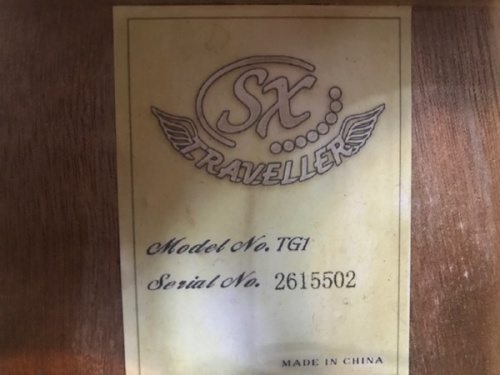 SX
TRAVELLER
Model No. TG1
Serial No. 2615502
MADE IN CHINA